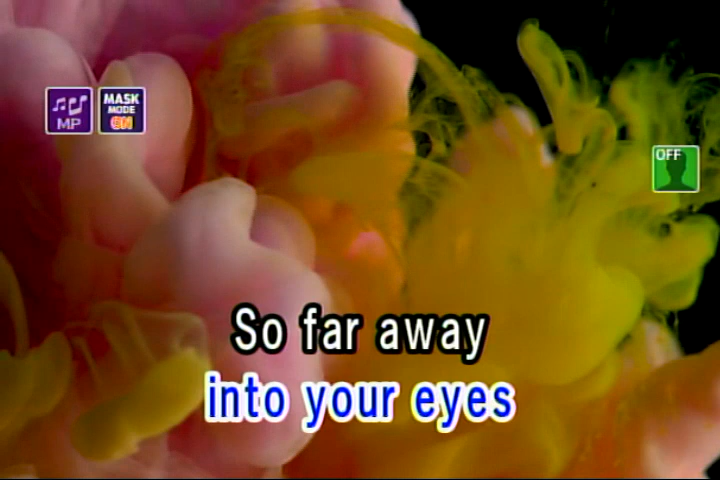 MP
MASK
MODE
ON
OFF
So far away
into your eyes